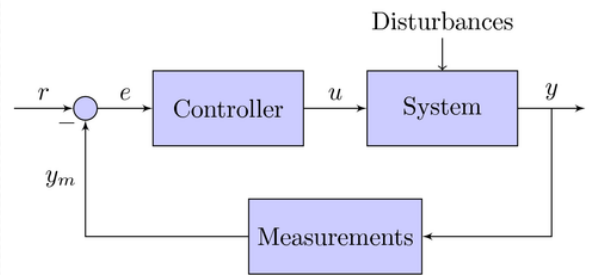 Disturbances
r
e
Controller
u
System
y
−
y_m
Measurements